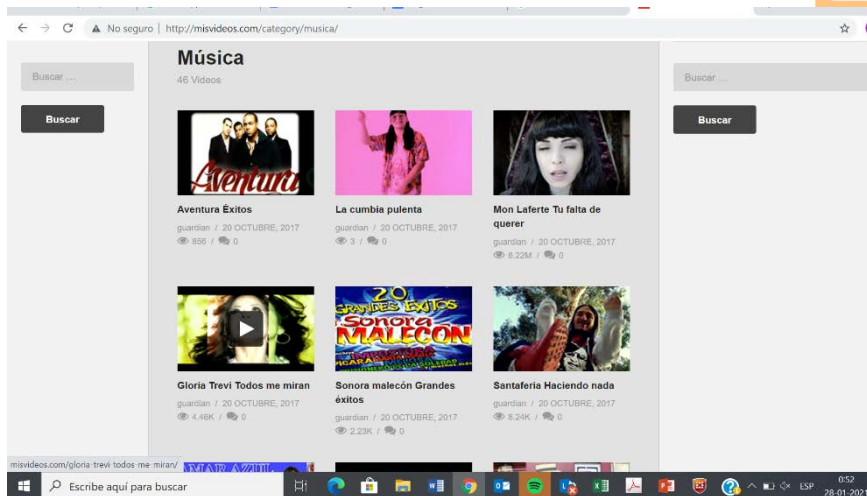 No seguro | http://misvideos.com/category/musica/
Música
46 Videos
Buscar ...
Buscar
Buscar ...
Buscar
Aventura
Aventura Éxitos
guardian / 20 OCTUBRE, 2017
856 / 0
La cumbia pulenta
guardian / 20 OCTUBRE, 2017
3 / 0
Mon Laferte Tu falta de
querer
guardian / 20 OCTUBRE, 2017
6.22M / 0
Gloria Trevi Todos me miran
guardian / 20 OCTUBRE, 2017
4.46K / 0
20
GRANDES EXITOS
Sonora
MALECON
Sonora malecón Grandes
éxitos
guardian / 20 OCTUBRE, 2017
2.23K / 0
Santaferia Haciendo nada
guardian / 20 OCTUBRE, 2017
8.24K / 0
misvideos.com/gloria-trevi-todos-me-miran/
Escribe aquí para buscar
ESP
0:52
28-01-2021